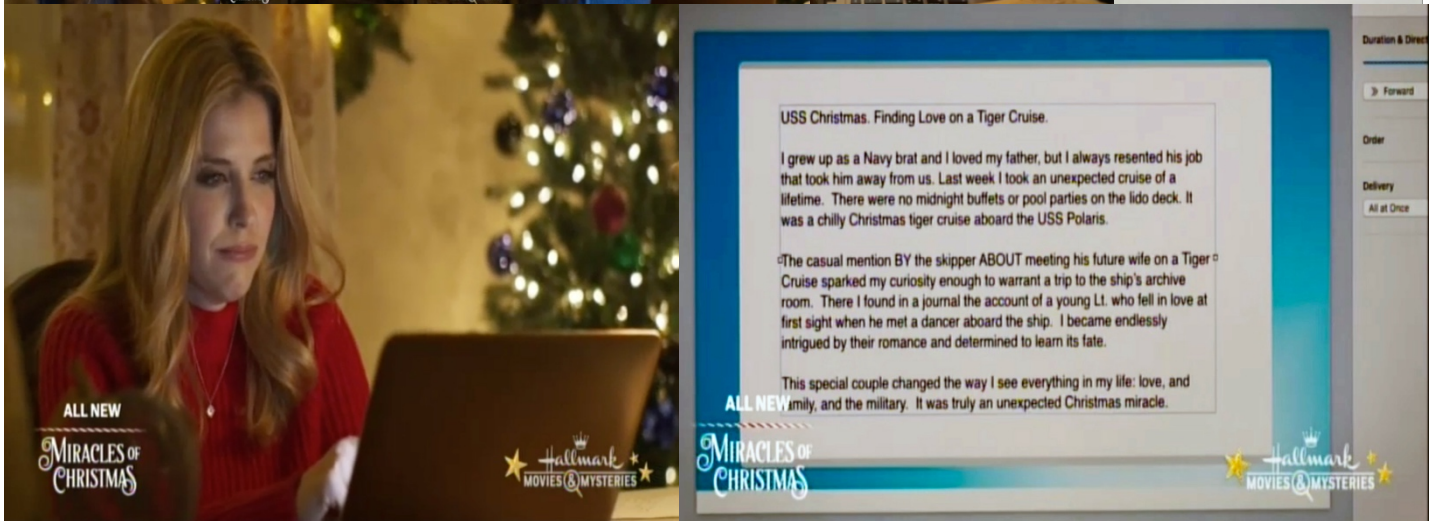 ALL NEW
MIRACLES OF
CHRISTMAS
Hallmark
MOVIES & MYSTERIES
USS Christmas. Finding Love on a Tiger Cruise.
I grew up as a Navy brat and I loved my father, but I always resented his job
that took him away from us. Last week I took an unexpected cruise of a
lifetime. There were no midnight buffets or pool parties on the lido deck. It
was a chilly Christmas tiger cruise aboard the USS Polaris.
The casual mention BY the skipper ABOUT meeting his future wife on a Tiger
Cruise sparked my curiosity enough to warrant a trip to the ship's archive
room. There I found in a journal the account of a young Lt. who fell in love at
first sight when he met a dancer aboard the ship. I became endlessly
intrigued by their romance and determined to learn its fate.
This special couple changed the way I see everything in my life: love, and
family, and the military. It was truly an unexpected Christmas miracle.
Duration & Direct
Forward
Order
Delivery
All at Once
ALL NEW
MIRACLES OF
CHRISTMAS
Hallmark
MOVIES & MYSTERIES